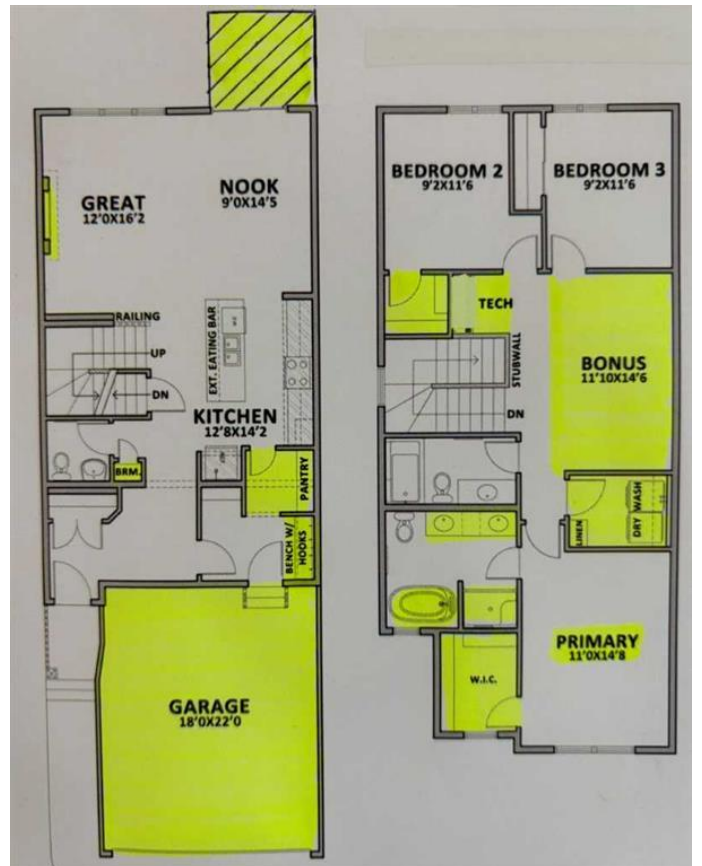 GREAT
12'0X16'2
NOOK
9'0X14'5
RAILING
UP
DN
EXT. EATING BAR
KITCHEN
12'8X14'2
BRM.
PANTRY
BENCH W/
HOOKS
GARAGE
18'0X22'0
BEDROOM 2
9'2X11'6
BEDROOM 3
9'2X11'6
TECH
STUBWALL
BONUS
11'10X14'6
DN
LINEN
WASH
DRY
PRIMARY
11'0X14'8
W.I.C.